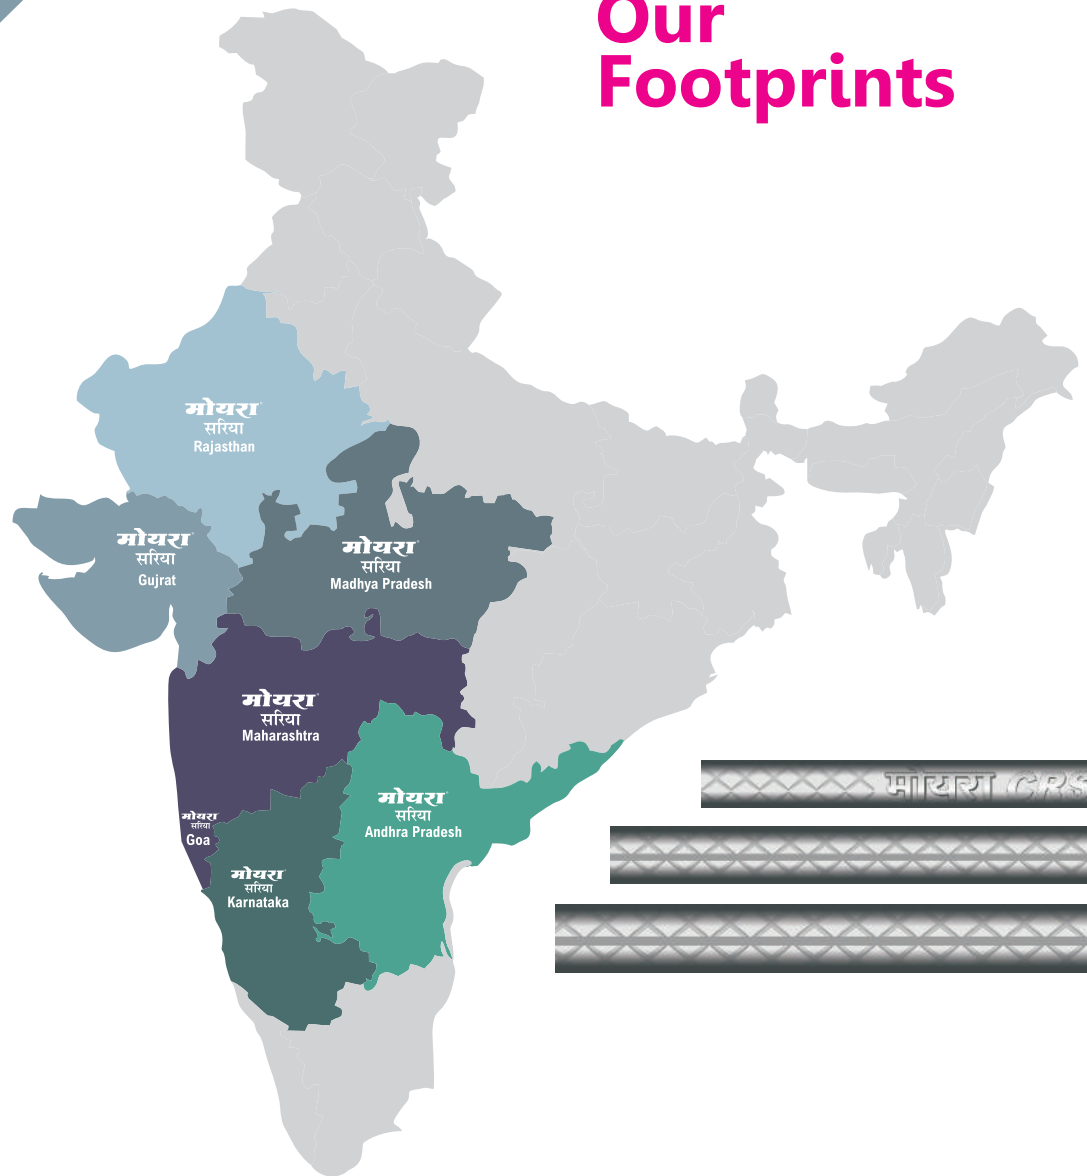 Our
Footprints
मोयरा
सरिया
Rajasthan
मोयरा
सरिया
Gujrat
मोयरा
सरिया
Madhya Pradesh
मोयरा
सरिया
Maharashtra
मोयरा
सरिया
Goa
मोयरा
सरिया
Andhra Pradesh
मोयरा
सरिया
Karnataka
मोयरा CRS